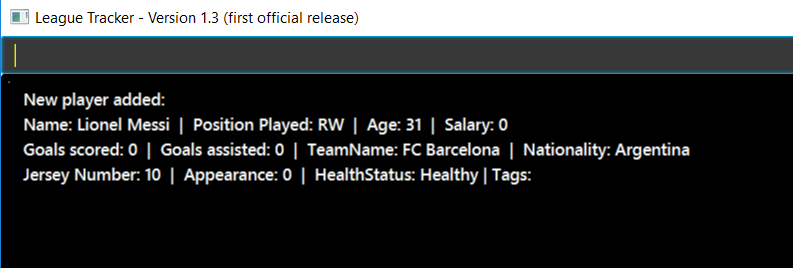 League Tracker - Version 1.3 (first official release)
New player added:
Name: Lionel Messi | Position Played: RW | Age: 31 | Salary: 0
Goals scored: 0 | Goals assisted: 0 | TeamName: FC Barcelona | Nationality: Argentina
Jersey Number: 10 | Appearance: 0 | HealthStatus: Healthy | Tags: